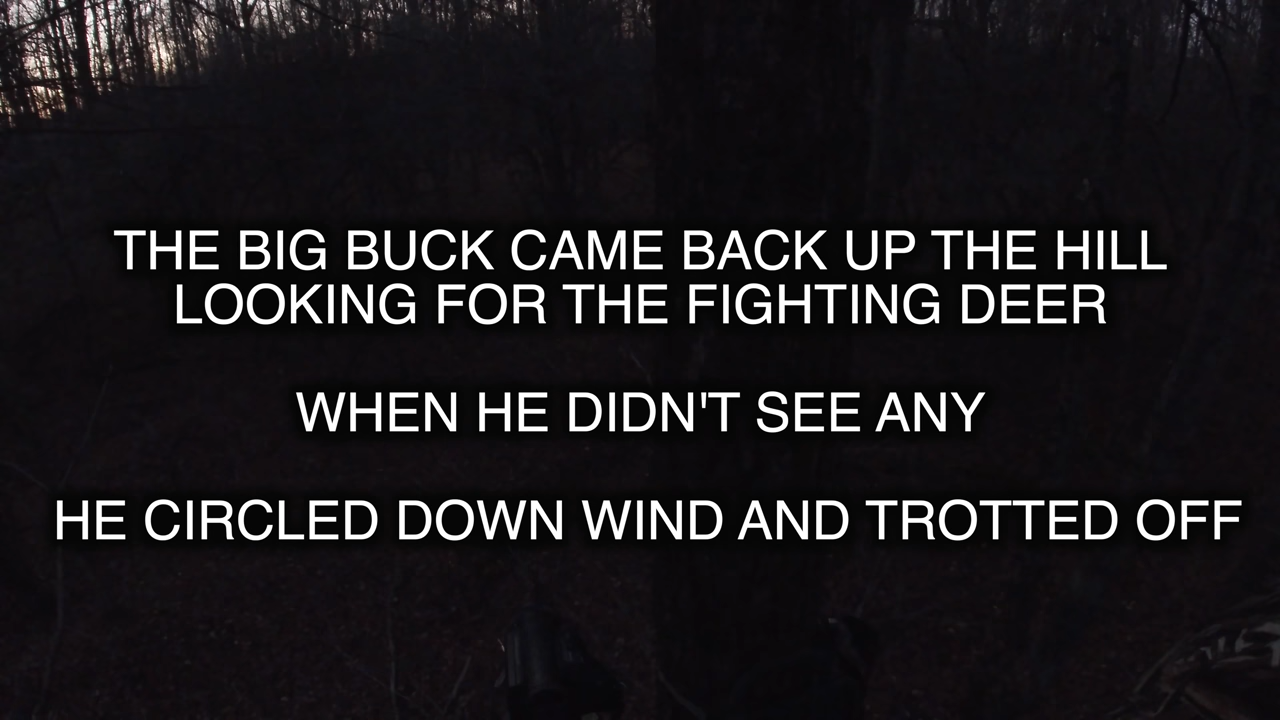 THE BIG BUCK CAME BACK UP THE HILL
LOOKING FOR THE FIGHTING DEER
WHEN HE DIDN'T SEE ANY
HE CIRCLED DOWN WIND AND TROTTED OFF